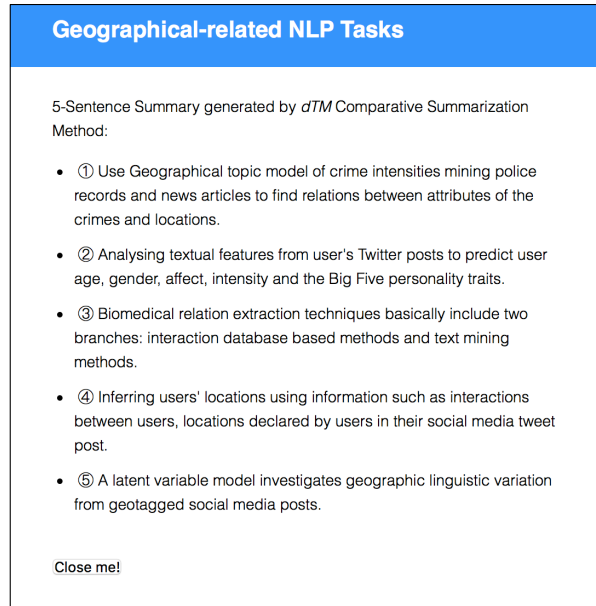 Geographical-related NLP Tasks
5-Sentence Summary generated by dTM Comparative Summarization
Method:
• ① Use Geographical topic model of crime intensities mining police
records and news articles to find relations between attributes of the
crimes and locations.
• ② Analysing textual features from user's Twitter posts to predict user
age, gender, affect, intensity and the Big Five personality traits.
• ③ Biomedical relation extraction techniques basically include two
branches: interaction database based methods and text mining
methods.
• ④ Inferring users' locations using information such as interactions
between users, locations declared by users in their social media tweet
post.
• ⑤ A latent variable model investigates geographic linguistic variation
from geotagged social media posts.
Close me!